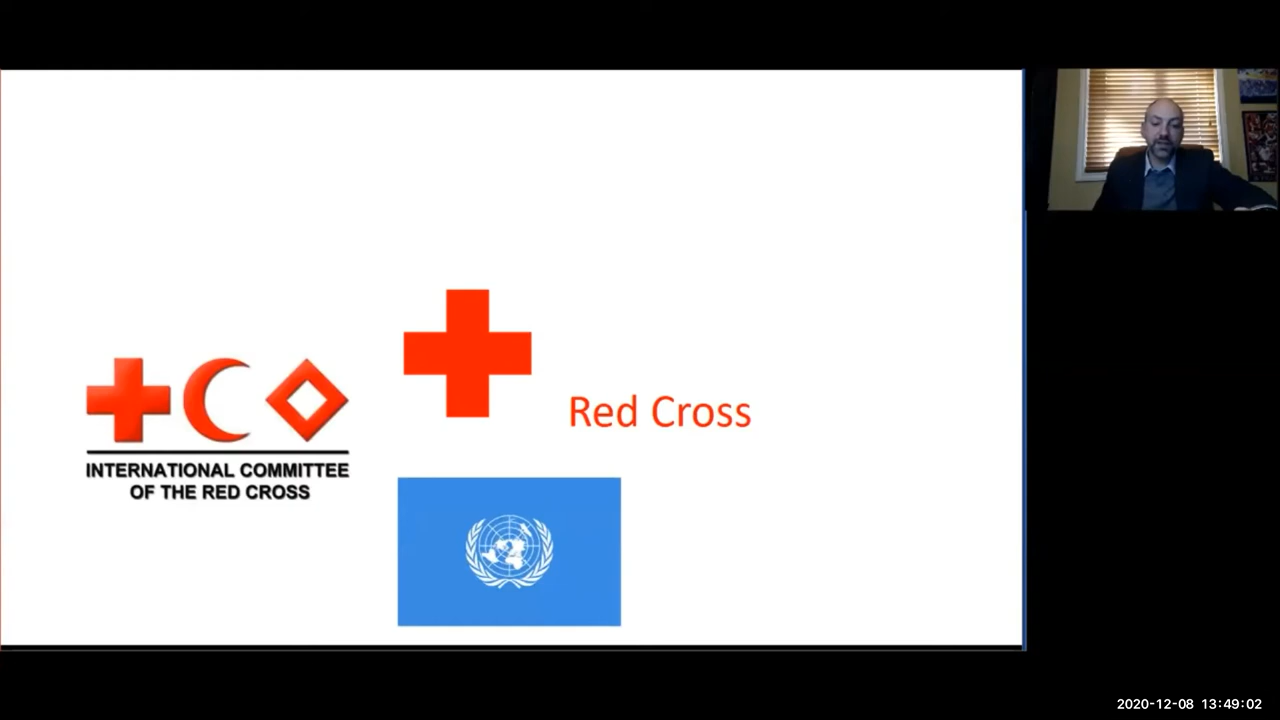 Red Cross
INTERNATIONAL COMMITTEE
OF THE RED CROSS
2020-12-08 13:49:02